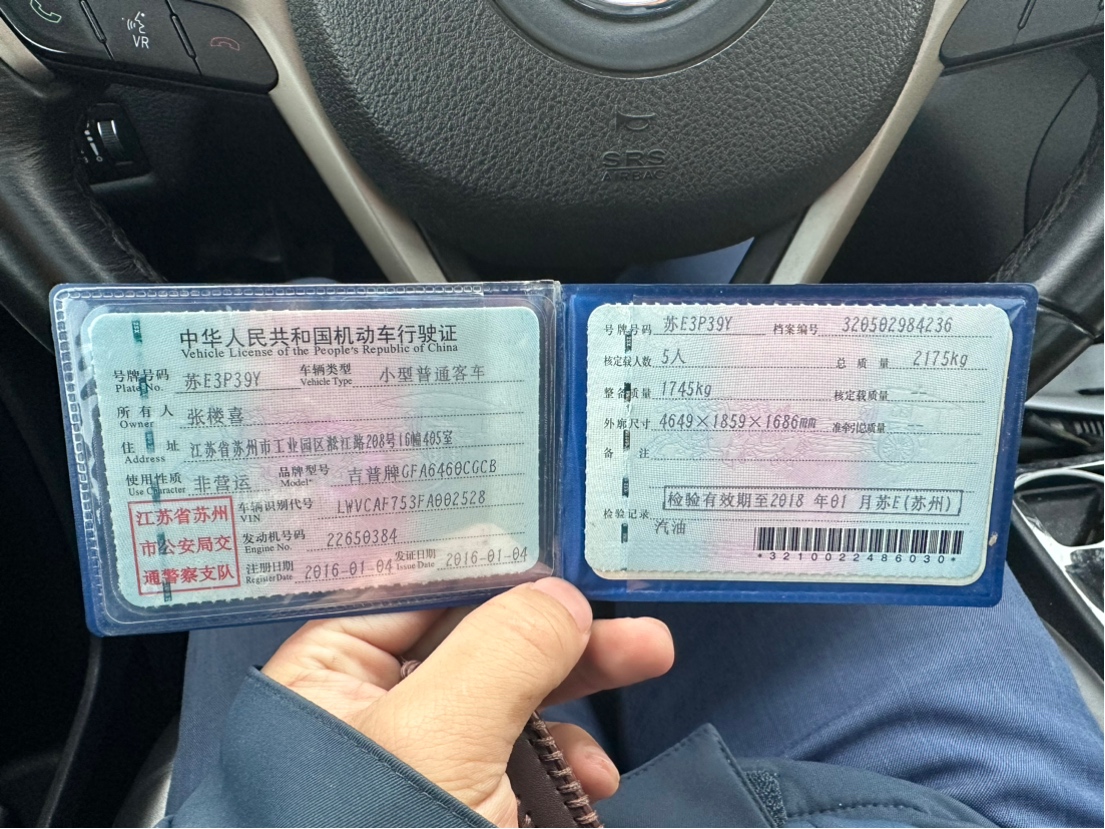 VR
SRS
AIRBAG
中华人民共和国机动车行驶证
Vehicle License of the People's Republic of China
号牌号码 苏E3P39Y 车辆类型 小型普通客车
Plate No. Vehicle Type
所有人 张楼喜
Owner
住址 江苏省苏州市工业园区淞江路208号16幢405室
Address
使用性质 非营运 品牌型号 吉普牌GFA6460CGCB
Use Character Model
江苏省苏州
市公安局交
通警察支队
车辆识别代号 LWVCAF753FA002528
VIN
发动机号码 22650384
Engine No.
注册日期 2016-01-04 发证日期 2016-01-04
Register Date Issue Date
号牌号码 苏E3P39Y 档案编号 320502984236
核定载人数 5人 总质量 2175kg
整备质量 1745kg 核定载质量 --
外廓尺寸 4649×1859×1686mm 准牵引总质量 --
备注
检验有效期至2018 年01 月苏E(苏州)
检验记录
汽油
*3210022486030*